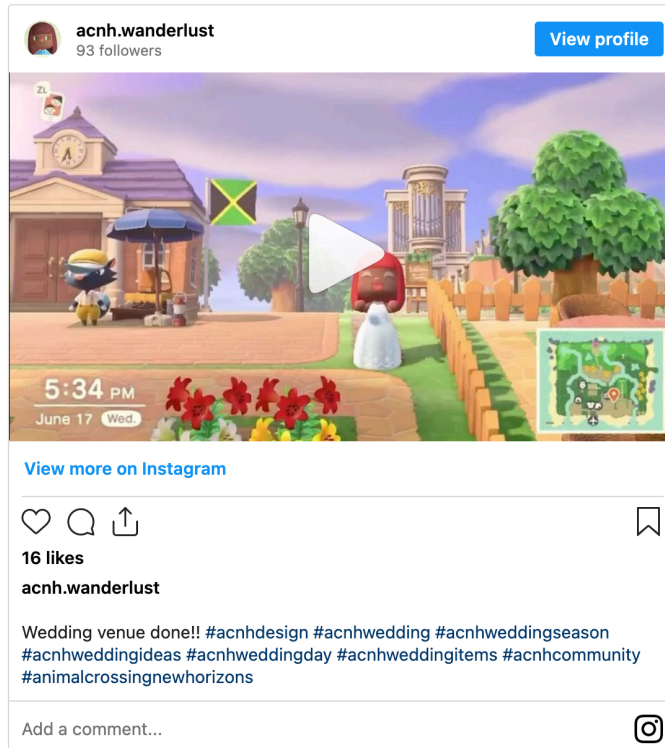 acnh.wanderlust
93 followers
View profile
ZL
5:34 PM
June 17 Wed.
View more on Instagram
16 likes
acnh.wanderlust
Wedding venue done!! #acnhdesign #acnhwedding #acnhweddingseason
#acnhweddingideas #acnhweddingday #acnhweddingitems #acnhcommunity
#animalcrossingnewhorizons
Add a comment...